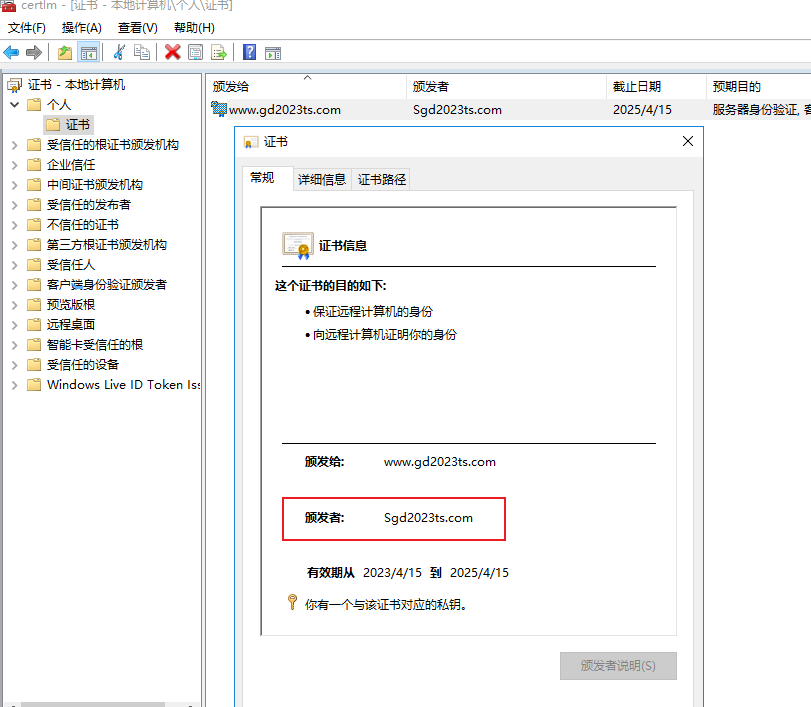 certlm - [证书 - 本地计算机\个人\证书]
文件(F) 操作(A) 查看(V) 帮助(H)
证书 - 本地计算机
个人
证书
受信任的根证书颁发机构
企业信任
中间证书颁发机构
受信任的发布者
不信任的证书
第三方根证书颁发机构
受信任人
客户端身份验证颁发者
预览版根
远程桌面
智能卡受信任的根
受信任的设备
Windows Live ID Token Iss
颁发给 颁发者 截止日期 预期目的
www.gd2023ts.com Sgd2023ts.com 2025/4/15 服务器身份验证, 客
证书
常规 详细信息 证书路径
证书信息
这个证书的目的如下:
• 保证远程计算机的身份
• 向远程计算机证明你的身份
颁发给: www.gd2023ts.com
颁发者: Sgd2023ts.com
有效期从 2023/4/15 到 2025/4/15
你有一个与该证书对应的私钥。
颁发者说明(S)